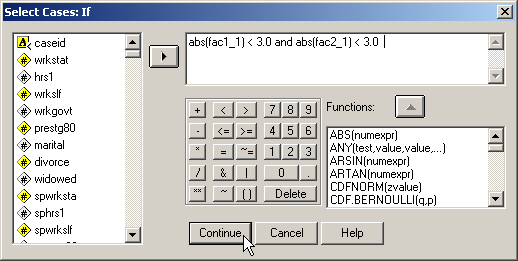 Select Cases: If
caseid
wrkstat
hrs1
wrkslf
wrkgovt
prestg80
marital
divorce
widowed
spwrksta
sphrs1
spwrkslf
abs(fac1_1) < 3.0 and abs(fac2_1) < 3.0
+ < > 7 8 9
- <= >= 4 5 6
* = ~= 1 2 3
/ & | 0 .
** ~ ( ) Delete
Functions:
ABS(numexpr)
ANY(test,value,value,...)
ARSIN(numexpr)
ARTAN(numexpr)
CDFNORM(zvalue)
CDF.BERNOULLI(q,p)
Continue Cancel Help